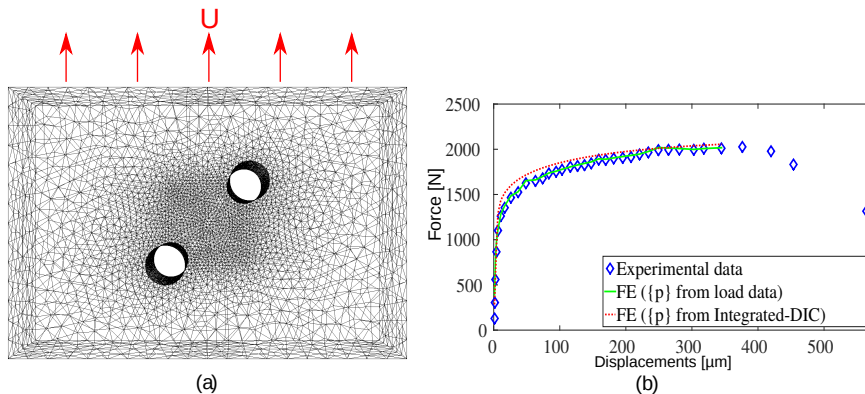 U
(a)
2500
2000
1500
1000
500
0
Force [N]
Experimental data
FE ({p} from load data)
FE ({p} from Integrated-DIC)
0
100
200
300
400
500
Displacements [μm]
(b)